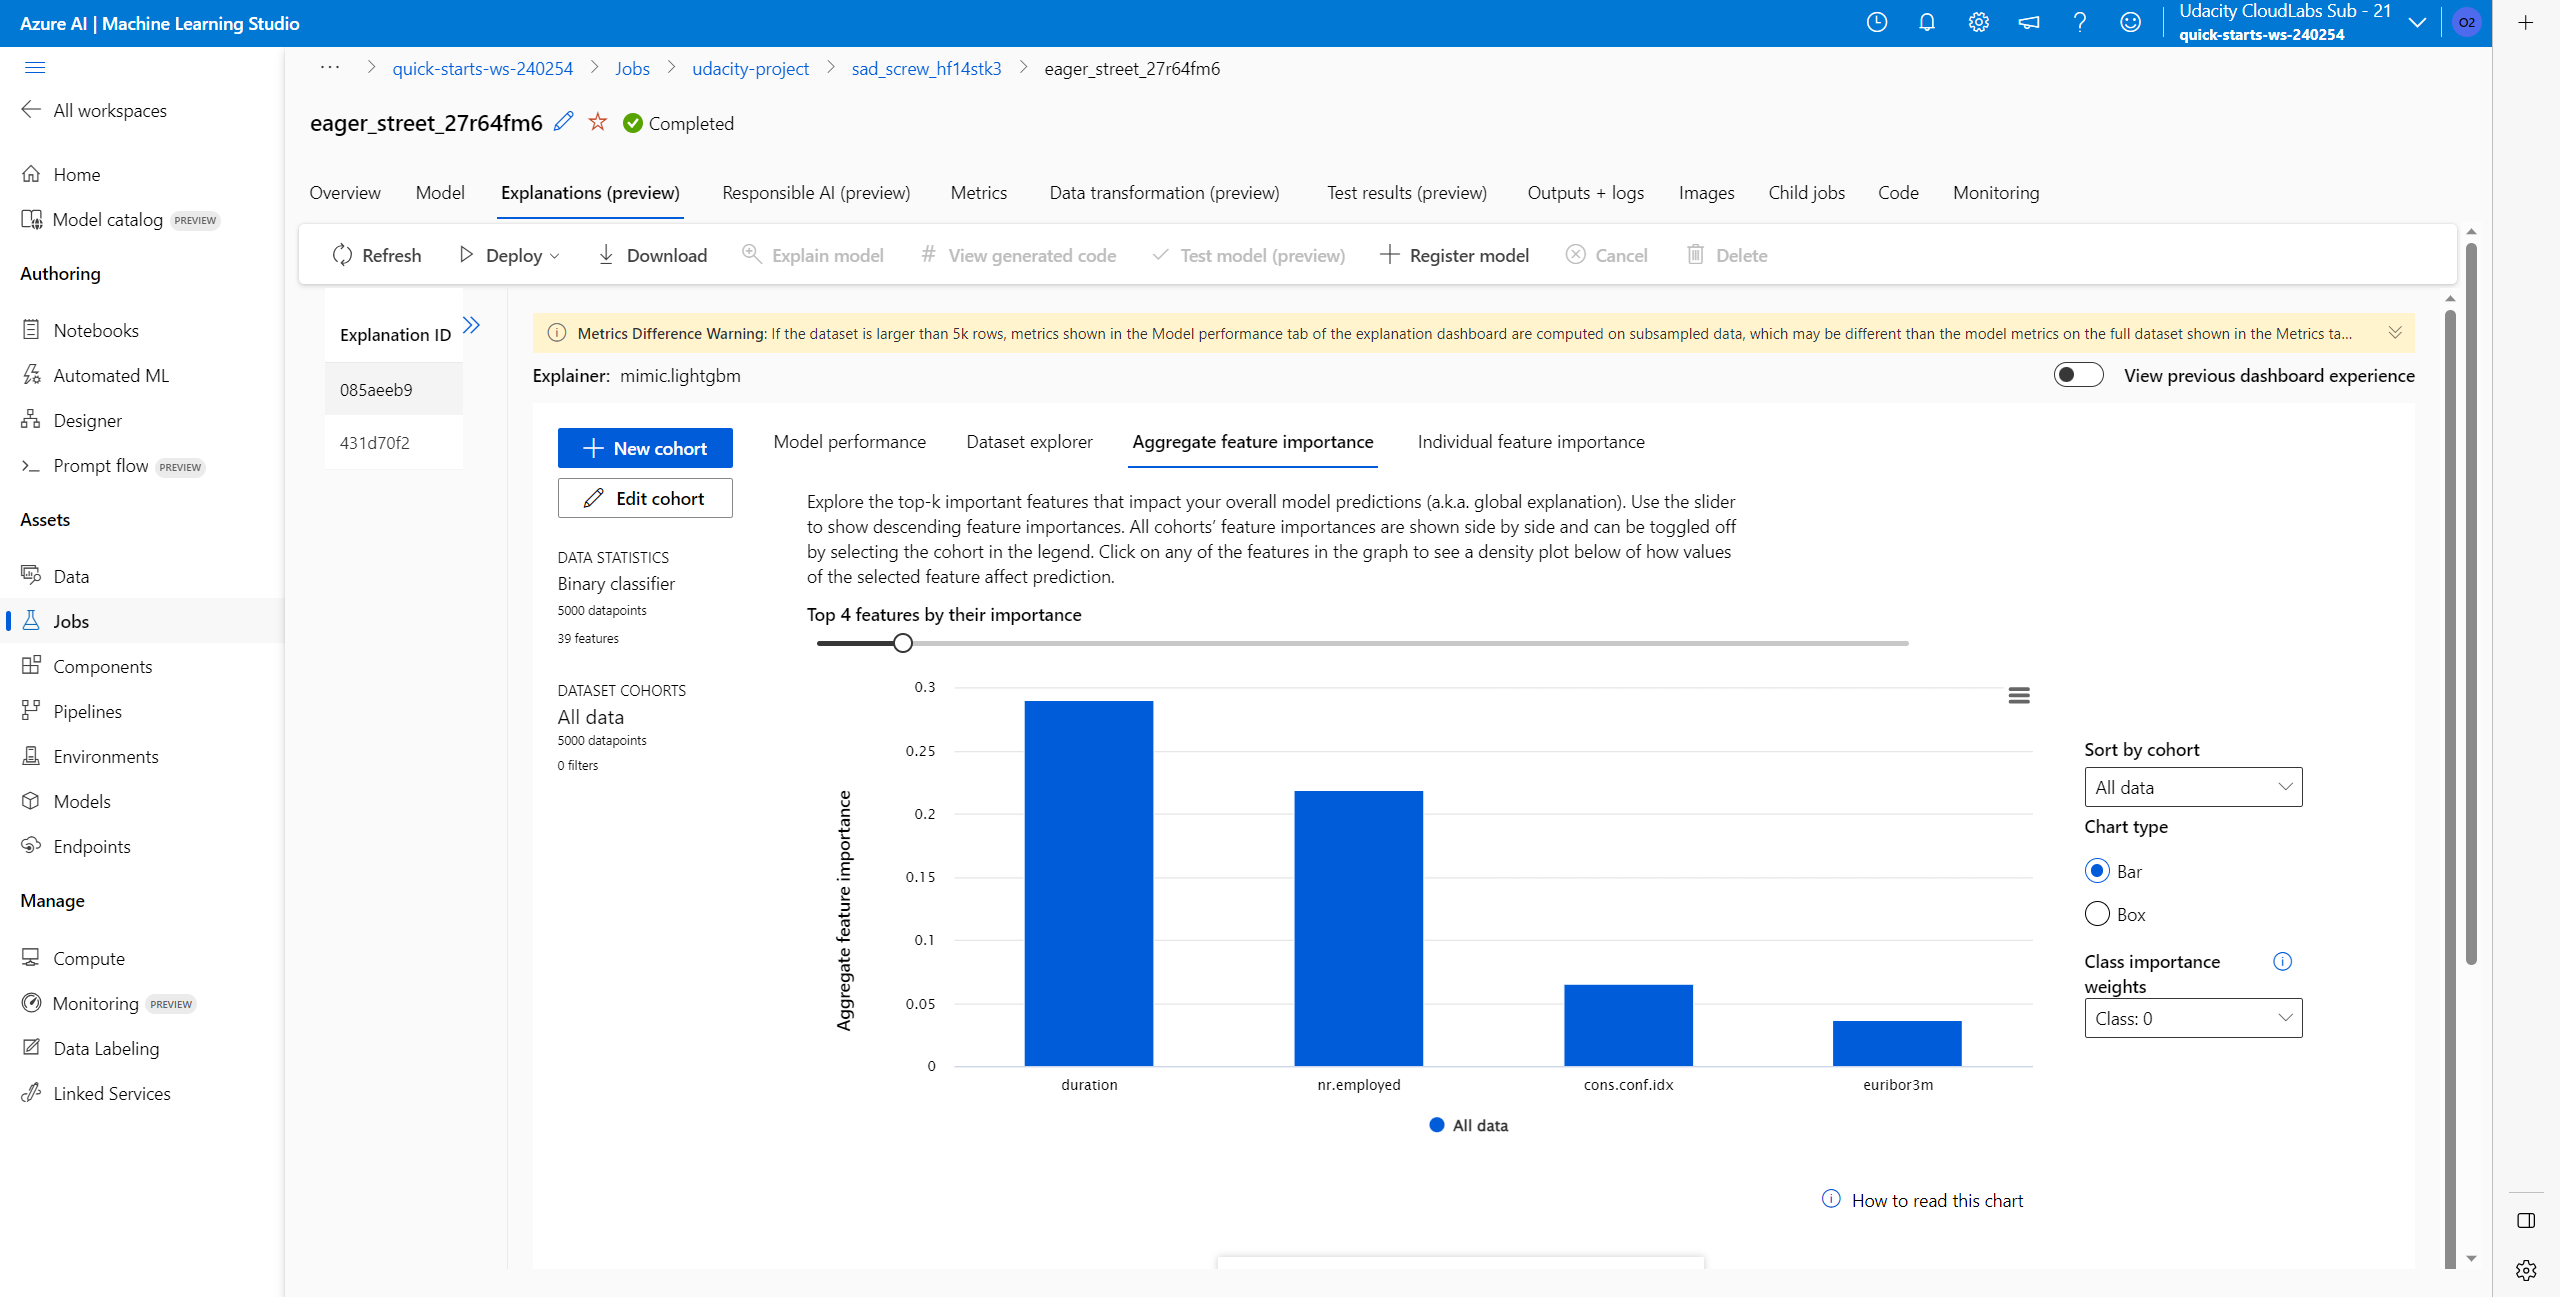 Azure AI | Machine Learning Studio
Udacity CloudLabs Sub - 21
quick-starts-ws-240254
O2
All workspaces
Home
Model catalog PREVIEW
Authoring
Notebooks
Automated ML
Designer
Prompt flow PREVIEW
Assets
Data
Jobs
Components
Pipelines
Environments
Models
Endpoints
Manage
Compute
Monitoring PREVIEW
Data Labeling
Linked Services
··· > quick-starts-ws-240254 > Jobs > udacity-project > sad_screw_hf14stk3 > eager_street_27r64fm6
eager_street_27r64fm6 Completed
Overview Model Explanations (preview) Responsible AI (preview) Metrics Data transformation (preview) Test results (preview) Outputs + logs Images Child jobs Code Monitoring
Refresh Deploy Download Explain model # View generated code Test model (preview) Register model Cancel Delete
Explanation ID
085aeeb9
431d70f2
Metrics Difference Warning: If the dataset is larger than 5k rows, metrics shown in the Model performance tab of the explanation dashboard are computed on subsampled data, which may be different than the model metrics on the full dataset shown in the Metrics ta...
Explainer: mimic.lightgbm
View previous dashboard experience
New cohort
Edit cohort
DATA STATISTICS
Binary classifier
5000 datapoints
39 features
DATASET COHORTS
All data
5000 datapoints
0 filters
Model performance Dataset explorer Aggregate feature importance Individual feature importance
Explore the top-k important features that impact your overall model predictions (a.k.a. global explanation). Use the slider
to show descending feature importances. All cohorts’ feature importances are shown side by side and can be toggled off
by selecting the cohort in the legend. Click on any of the features in the graph to see a density plot below of how values
of the selected feature affect prediction.
Top 4 features by their importance
Aggregate feature importance
0.3
0.25
0.2
0.15
0.1
0.05
0
duration nr.employed cons.conf.idx euribor3m
All data
Sort by cohort
All data
Chart type
Bar
Box
Class importance
weights
Class: 0
How to read this chart